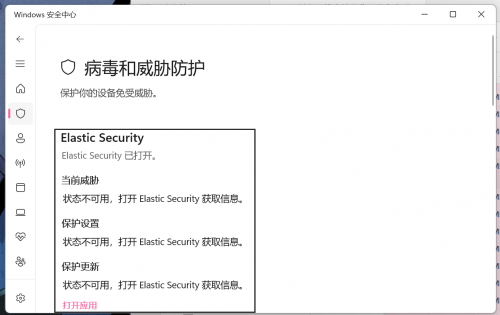 Windows 安全中心
病毒和威胁防护
保护你的设备免受威胁。
Elastic Security
Elastic Security 已打开。
当前威胁
状态不可用，打开 Elastic Security 获取信息。
保护设置
状态不可用，打开 Elastic Security 获取信息。
保护更新
状态不可用，打开 Elastic Security 获取信息。
打开应用